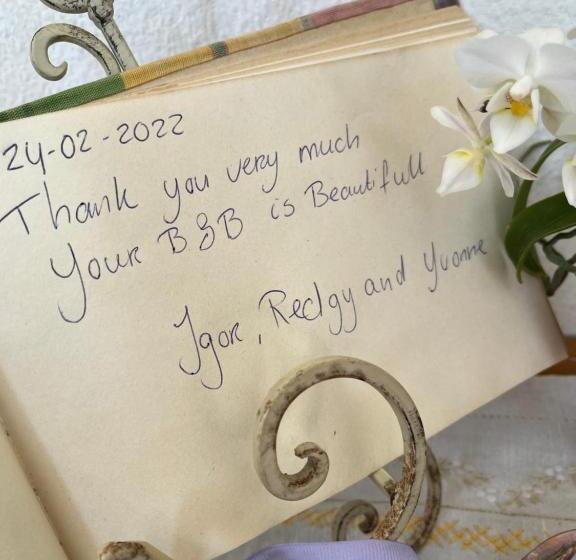 24-02-2022
Thank you very much
Your B&B is Beautifull
Igor, Redgy and Yvonne